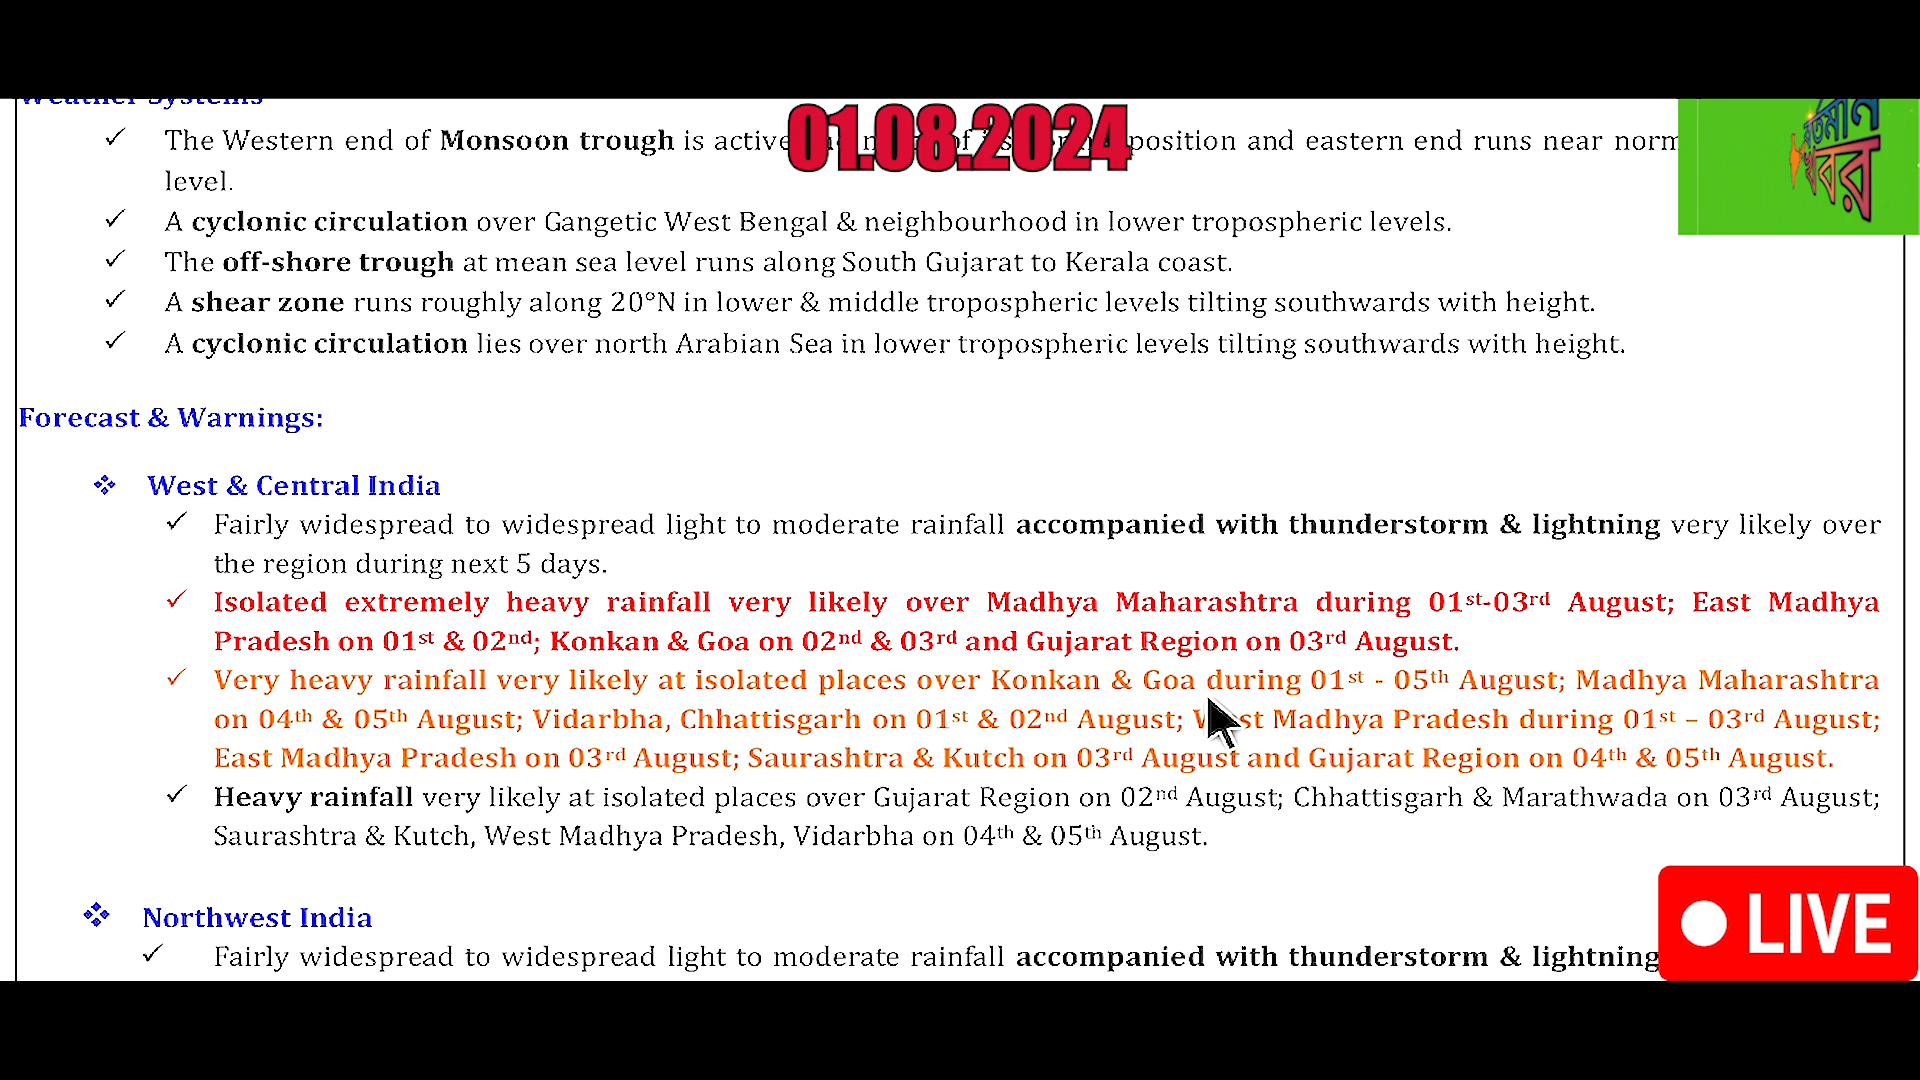 Weather Systems
01.08.2024
✓ The Western end of Monsoon trough is active position and eastern end runs near
level.
✓ A cyclonic circulation over Gangetic West Bengal & neighbourhood in lower tropospheric levels.
✓ The off-shore trough at mean sea level runs along South Gujarat to Kerala coast.
✓ A shear zone runs roughly along 20°N in lower & middle tropospheric levels tilting southwards with height.
✓ A cyclonic circulation lies over north Arabian Sea in lower tropospheric levels tilting southwards with height.
বর্তমান
খবর
Forecast & Warnings:
❖ West & Central India
✓ Fairly widespread to widespread light to moderate rainfall accompanied with thunderstorm & lightning very likely over
the region during next 5 days.
✓ Isolated extremely heavy rainfall very likely over Madhya Maharashtra during 01st-03rd August; East Madhya
Pradesh on 01st & 02nd; Konkan & Goa on 02nd & 03rd and Gujarat Region on 03rd August.
✓ Very heavy rainfall very likely at isolated places over Konkan & Goa during 01st - 05th August; Madhya Maharashtra
on 04th & 05th August; Vidarbha, Chhattisgarh on 01st & 02nd August; West Madhya Pradesh during 01st – 03rd August;
East Madhya Pradesh on 03rd August; Saurashtra & Kutch on 03rd August and Gujarat Region on 04th & 05th August.
✓ Heavy rainfall very likely at isolated places over Gujarat Region on 02nd August; Chhattisgarh & Marathwada on 03rd August;
Saurashtra & Kutch, West Madhya Pradesh, Vidarbha on 04th & 05th August.
❖ Northwest India
✓ Fairly widespread to widespread light to moderate rainfall accompanied with thunderstorm & lightning
LIVE